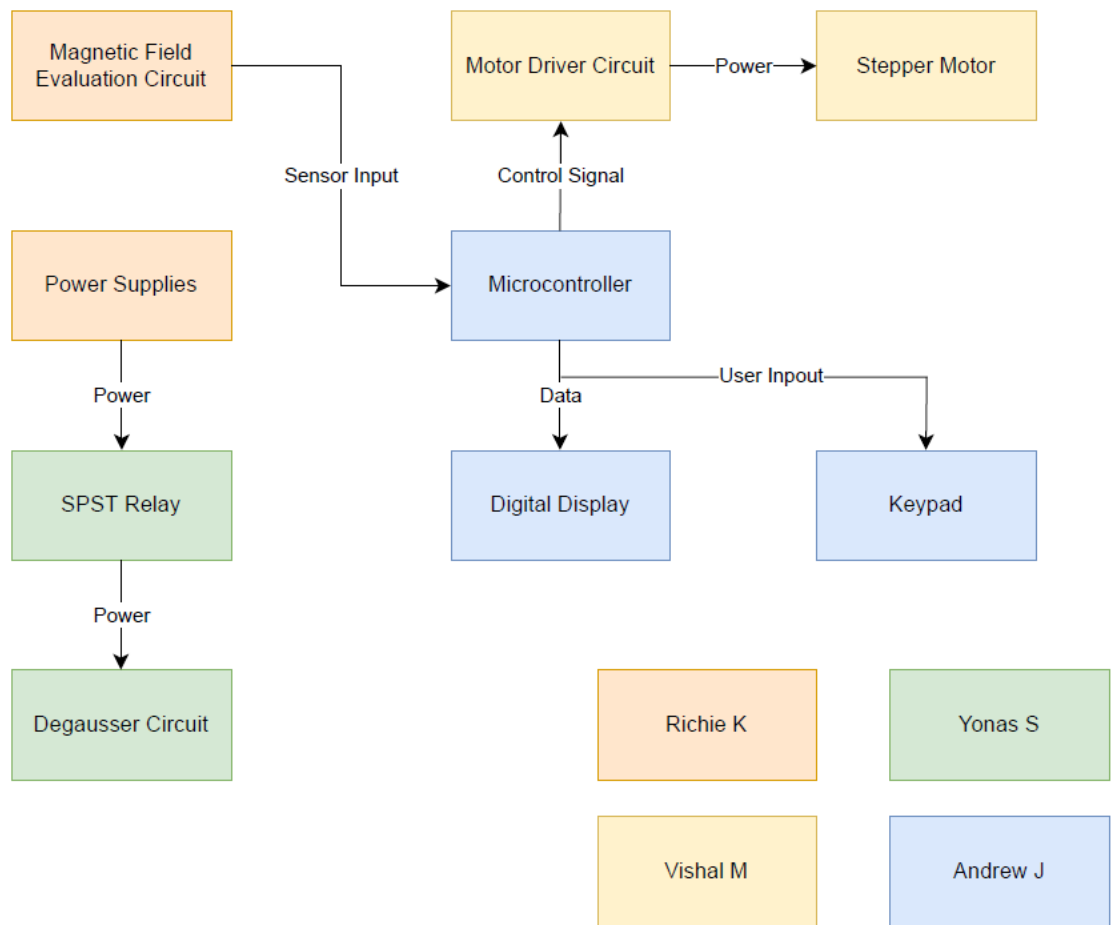 Magnetic Field
Evaluation Circuit
Motor Driver Circuit
Power
Stepper Motor
Sensor Input
Control Signal
Power Supplies
Microcontroller
Power
Data
User Inpout
SPST Relay
Digital Display
Keypad
Power
Degausser Circuit
Richie K
Yonas S
Vishal M
Andrew J